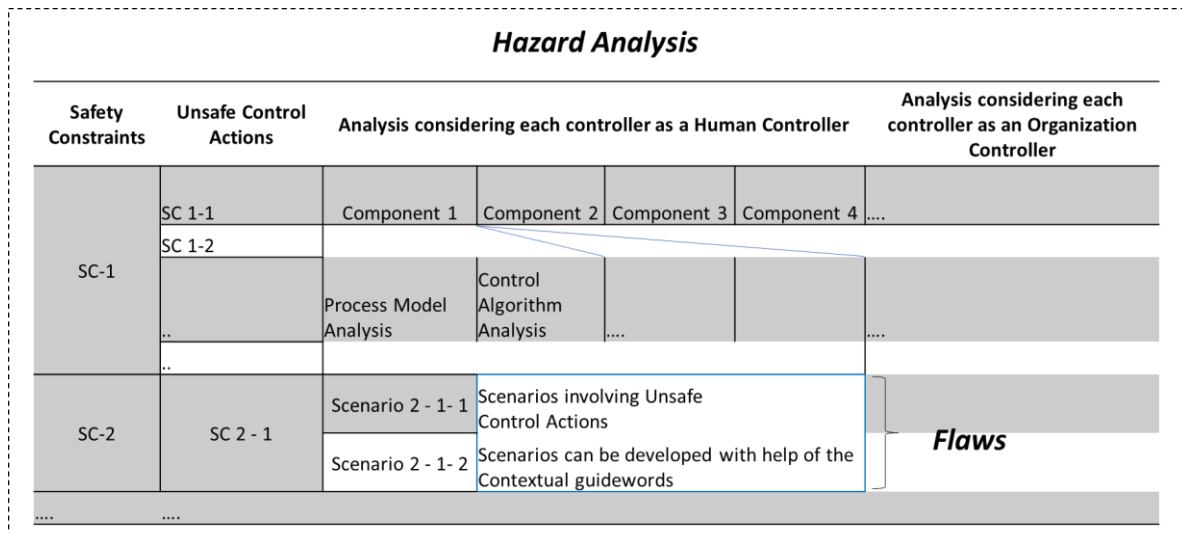 Hazard Analysis
Safety
Constraints
Unsafe Control
Actions
Analysis considering each controller as a Human Controller
Analysis considering each
controller as an Organization
Controller
SC-1
SC 1-1
Component 1
Component 2
Component 3
Component 4
....
SC 1-2
..
Process Model
Analysis
Control
Algorithm
Analysis
....
....
..
SC-2
SC 2 - 1
Scenario 2 - 1- 1
Scenarios involving Unsafe
Control Actions
Scenario 2 - 1- 2
Scenarios can be developed with help of the
Contextual guidewords
Flaws
....
....